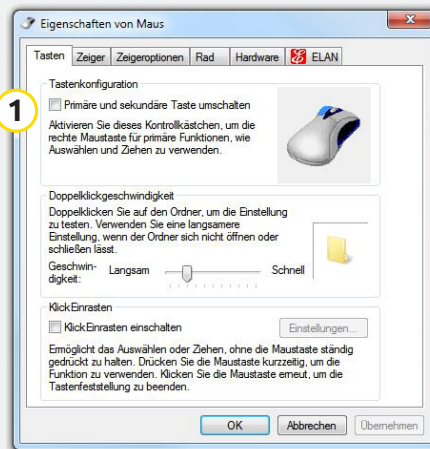 Eigenschaften von Maus
Tasten Zeiger Zeigeroptionen Rad Hardware ELAN
Tastenkonfiguration
1
Primäre und sekundäre Taste umschalten
Aktivieren Sie dieses Kontrollkästchen, um die
rechte Maustaste für primäre Funktionen, wie
Auswählen und Ziehen zu verwenden.
Doppelklickgeschwindigkeit
Doppelklicken Sie auf den Ordner, um die Einstellung
zu testen. Verwenden Sie eine langsamere
Einstellung, wenn der Ordner sich nicht öffnen oder
schließen lässt.
Geschwin-
digkeit: Langsam Schnell
KlickEinrasten
KlickEinrasten einschalten Einstellungen...
Ermöglicht das Auswählen oder Ziehen, ohne die Maustaste ständig
gedrückt zu halten. Drücken Sie die Maustaste kurzzeitig, um die
Funktion zu verwenden. Klicken Sie die Maustaste erneut, um die
Tastenfeststellung zu beenden.
OK Abbrechen Übernehmen